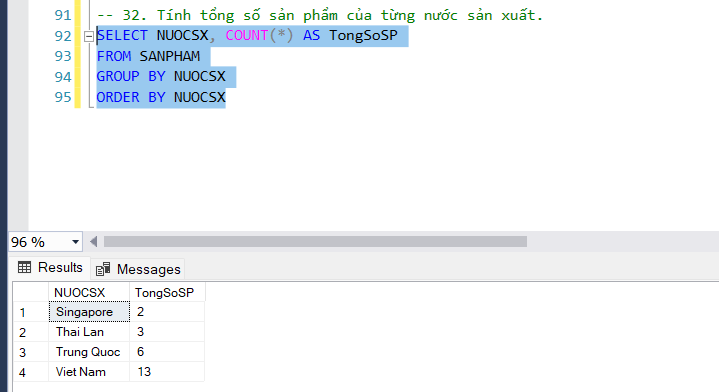 91 -- 32. Tính tổng số sản phẩm của từng nước sản xuất.
92 SELECT NUOCSX, COUNT(*) AS TongSoSP
93 FROM SANPHAM
94 GROUP BY NUOCSX
95 ORDER BY NUOCSX
96 %
Results Messages
NUOCSX TongSoSP
1 Singapore 2
2 Thai Lan 3
3 Trung Quoc 6
4 Viet Nam 13